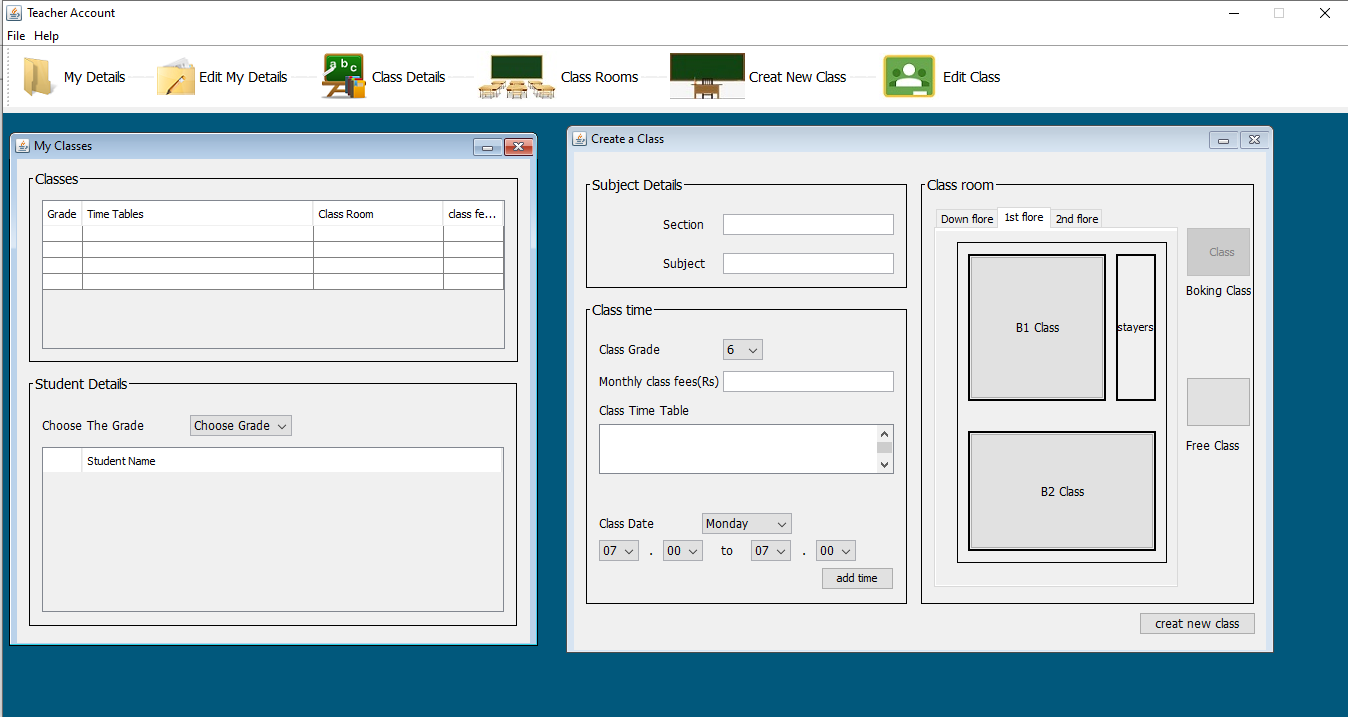 Teacher Account
File Help
My Details Edit My Details Class Details Class Rooms Creat New Class Edit Class
abc
My Classes
Classes
Grade Time Tables Class Room class fe...
Student Details
Choose The Grade Choose Grade
Student Name
Create a Class
Subject Details
Section
Subject
Class time
Class Grade 6
Monthly class fees(Rs)
Class Time Table
Class Date Monday
07 . 00 to 07 . 00
add time
Class room
Down flore 1st flore 2nd flore
B1 Class
stayers
B2 Class
Class
Boking Class
Free Class
creat new class